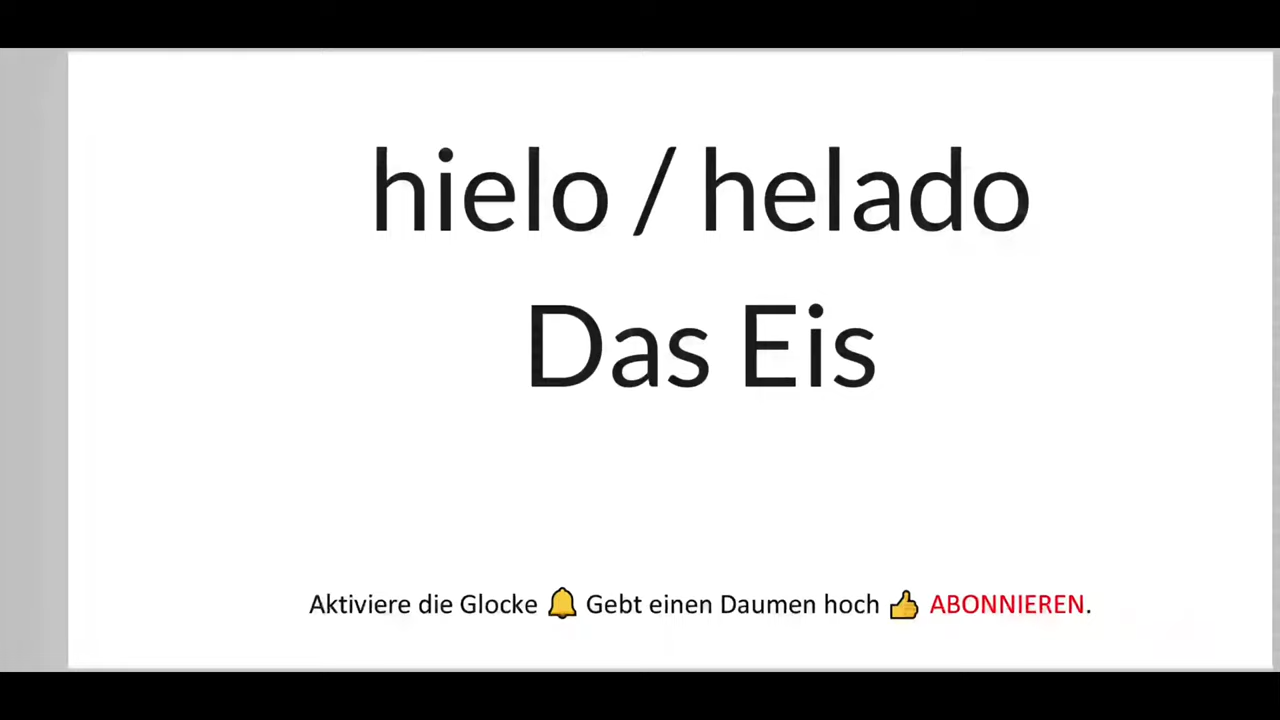 hielo / helado
Das Eis
Aktiviere die Glocke 🔔 Gebt einen Daumen hoch 👍 ABONNIEREN.